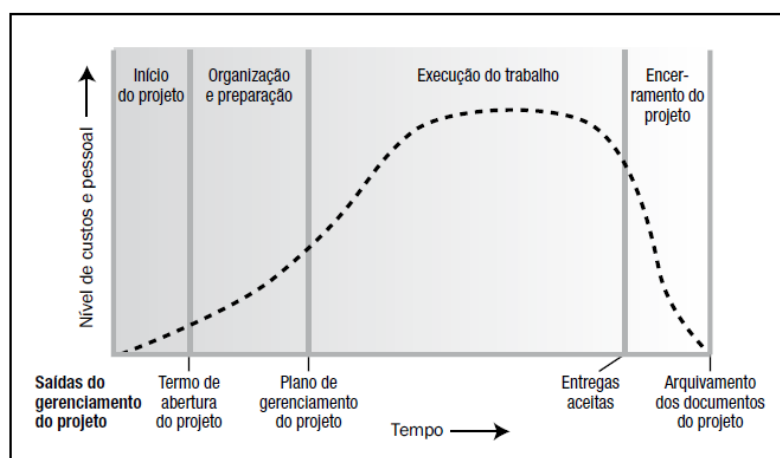 Início
do projeto
Organização
e preparação
Execução do trabalho
Encer-
ramento do
projeto
Nível de custos e pessoal
Saídas do
gerenciamento
do projeto
Termo de
abertura
do projeto
Plano de
gerenciamento
do projeto
Tempo
Entregas
aceitas
Arquivamento
dos documentos
do projeto